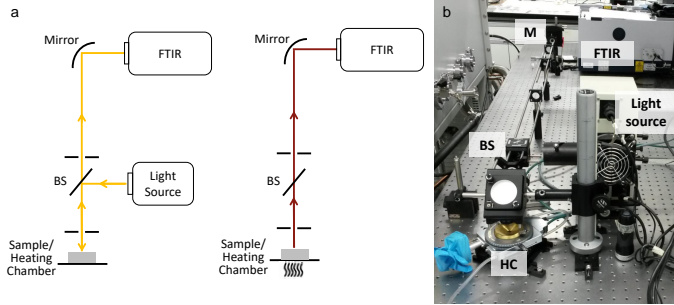 a
Mirror
FTIR
BS
Light
Source
Sample/
Heating
Chamber
Mirror
FTIR
BS
Sample/
Heating
Chamber
b
M
FTIR
Light
source
BS
HC